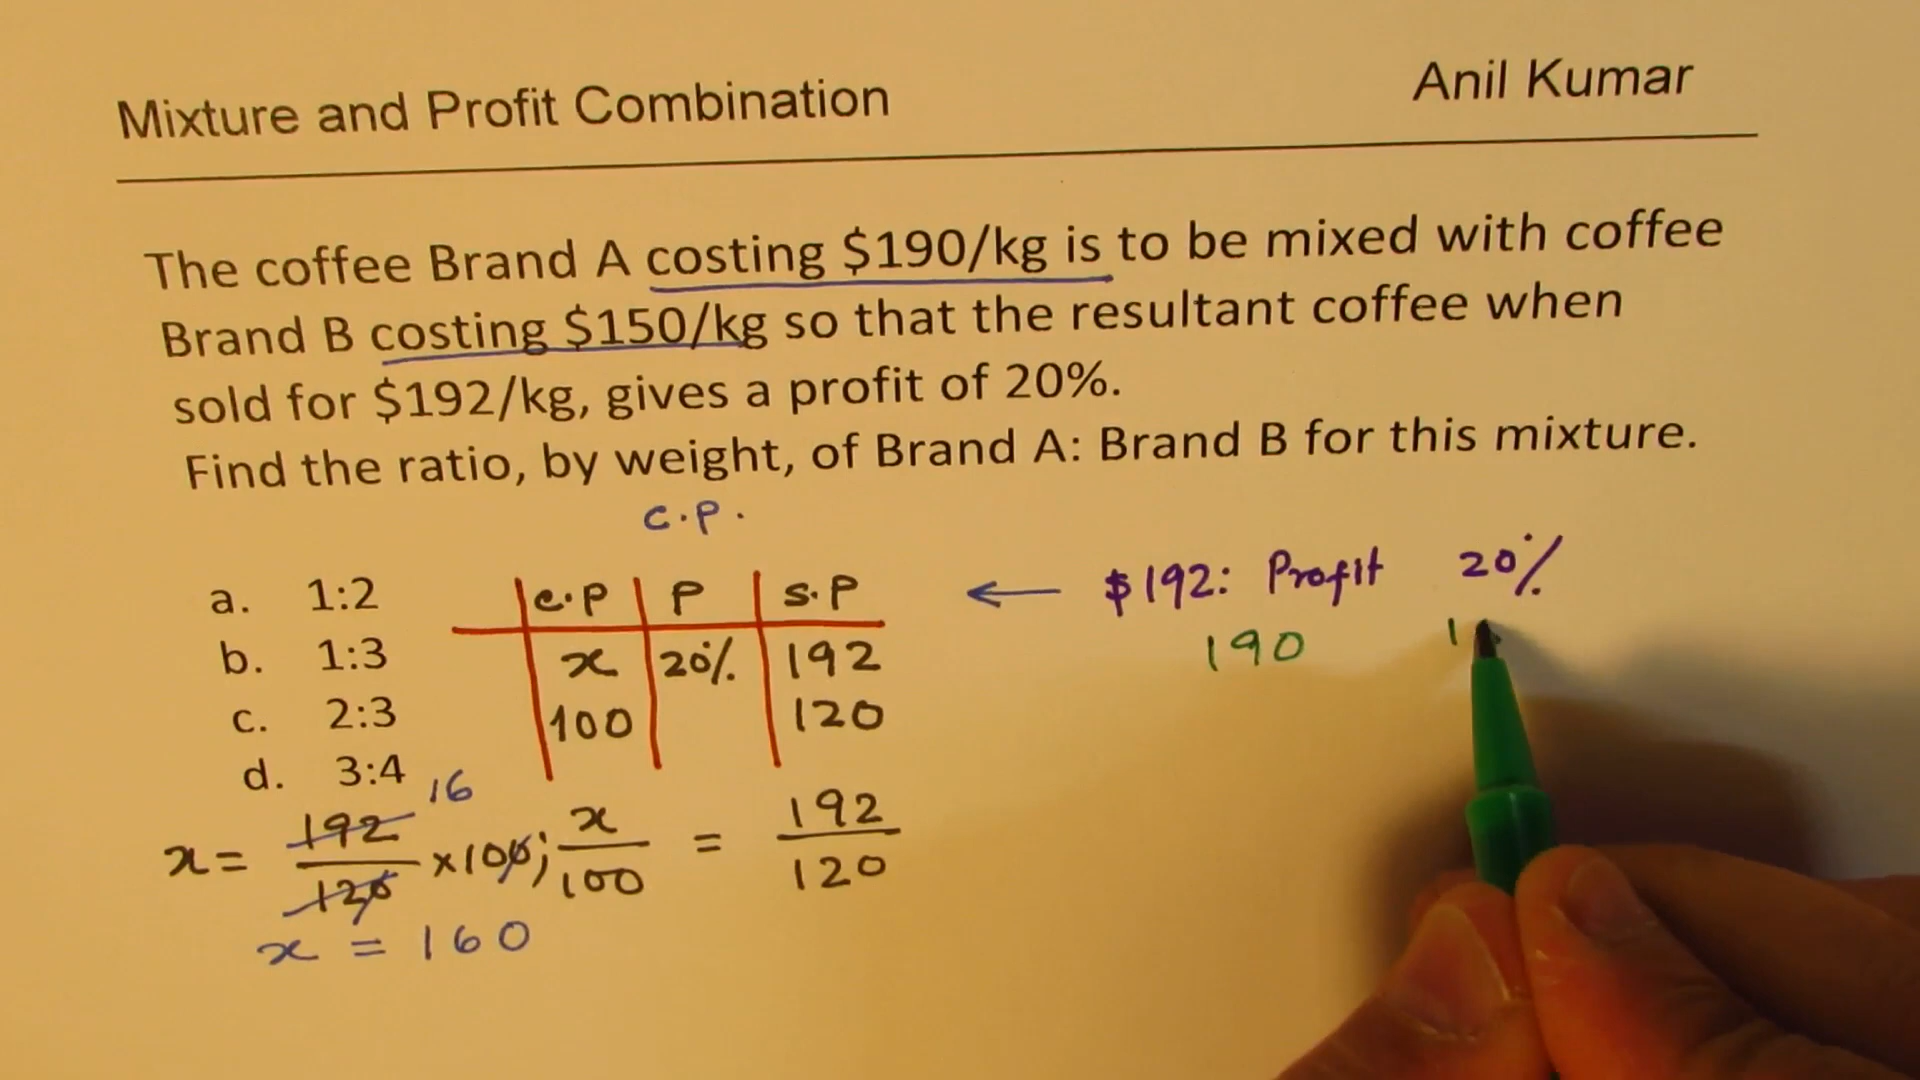 Mixture and Profit Combination
Anil Kumar
The coffee Brand A costing $190/kg is to be mixed with coffee
Brand B costing $150/kg so that the resultant coffee when
sold for $192/kg, gives a profit of 20%.
Find the ratio, by weight, of Brand A: Brand B for this mixture.
C.P.
a. 1:2
b. 1:3
c. 2:3
d. 3:4
C.P P S.P
x 20% 192
100 120
← $192: Profit 20%
190 1
x = 192/120 x 100; x/100 = 192/120
16
x = 160